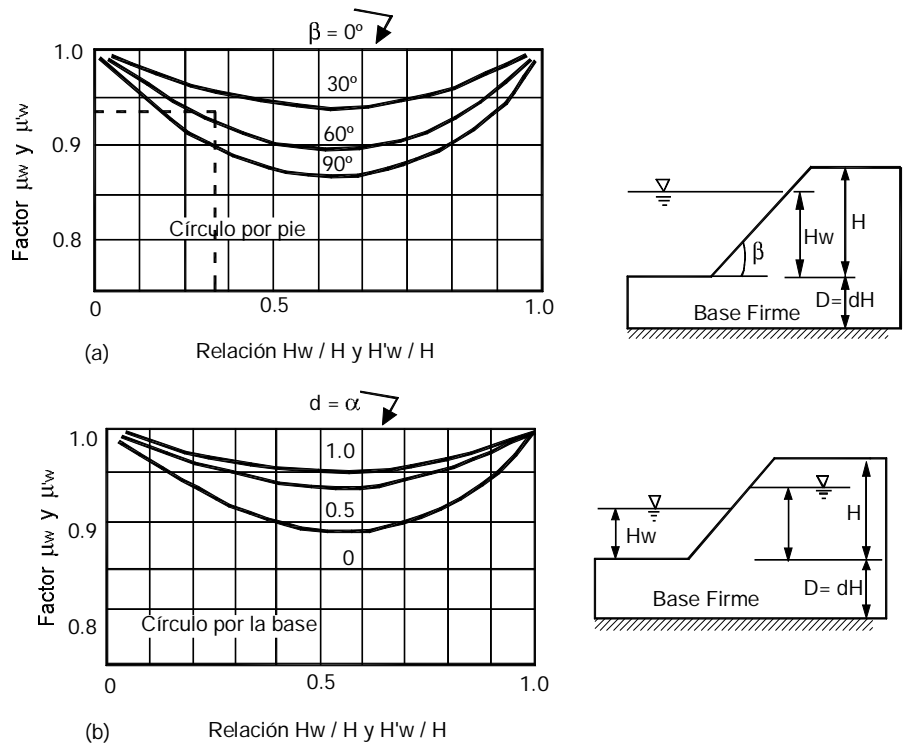 β = 0º
1.0
0.9
0.8
Factor μw y μ'w
30º
60º
90º
Círculo por pie
0
0.5
1.0
(a)
Relación Hw / H y H'w / H
Hw
H
β
D= dH
Base Firme
d = α
1.0
0.9
0.8
Factor μw y μ'w
1.0
0.5
0
Círculo por la base
0
0.5
1.0
(b)
Relación Hw / H y H'w / H
Hw
H
D= dH
Base Firme